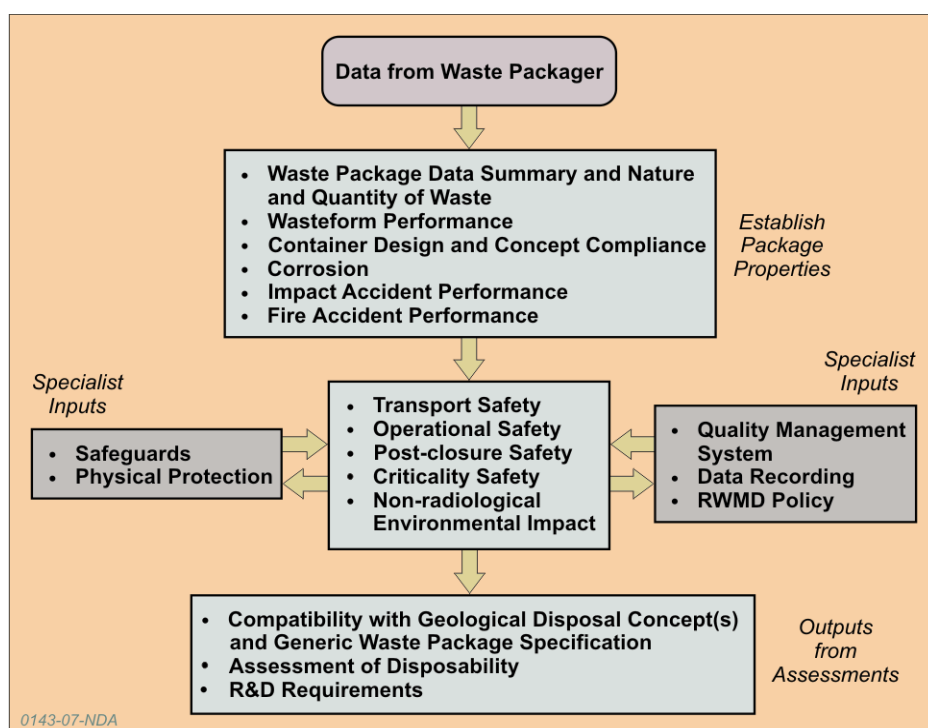 Data from Waste Packager
• Waste Package Data Summary and Nature
and Quantity of Waste
• Wasteform Performance
• Container Design and Concept Compliance
• Corrosion
• Impact Accident Performance
• Fire Accident Performance
Establish
Package
Properties
Specialist
Inputs
• Safeguards
• Physical Protection
• Transport Safety
• Operational Safety
• Post-closure Safety
• Criticality Safety
• Non-radiological
Environmental Impact
Specialist
Inputs
• Quality Management
System
• Data Recording
• RWMD Policy
• Compatibility with Geological Disposal Concept(s)
and Generic Waste Package Specification
• Assessment of Disposability
• R&D Requirements
Outputs
from
Assessments
0143-07-NDA